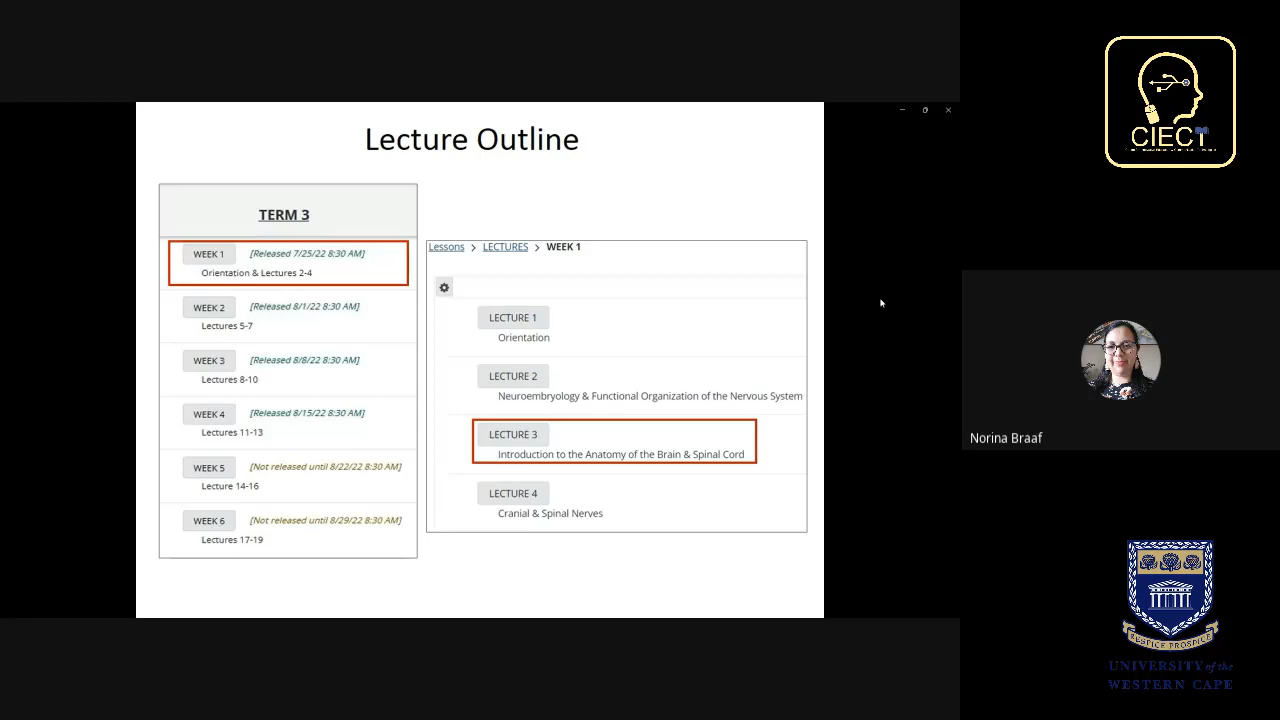 Lecture Outline
TERM 3
WEEK 1 [Released 7/25/22 8:30 AM]
Orientation & Lectures 2-4
WEEK 2 [Released 8/1/22 8:30 AM]
Lectures 5-7
WEEK 3 [Released 8/8/22 8:30 AM]
Lectures 8-10
WEEK 4 [Released 8/15/22 8:30 AM]
Lectures 11-13
WEEK 5 [Not released until 8/22/22 8:30 AM]
Lecture 14-16
WEEK 6 [Not released until 8/29/22 8:30 AM]
Lectures 17-19
Lessons > LECTURES > WEEK 1
LECTURE 1
Orientation
LECTURE 2
Neuroembryology & Functional Organization of the Nervous System
LECTURE 3
Introduction to the Anatomy of the Brain & Spinal Cord
LECTURE 4
Cranial & Spinal Nerves
CIECT
Norina Braaf
RESPICE PROSPICE
UNIVERSITY of the
WESTERN CAPE